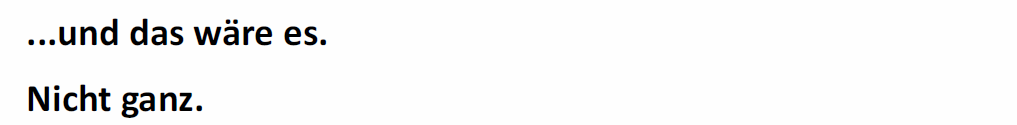 ...und das wäre es.
Nicht ganz.